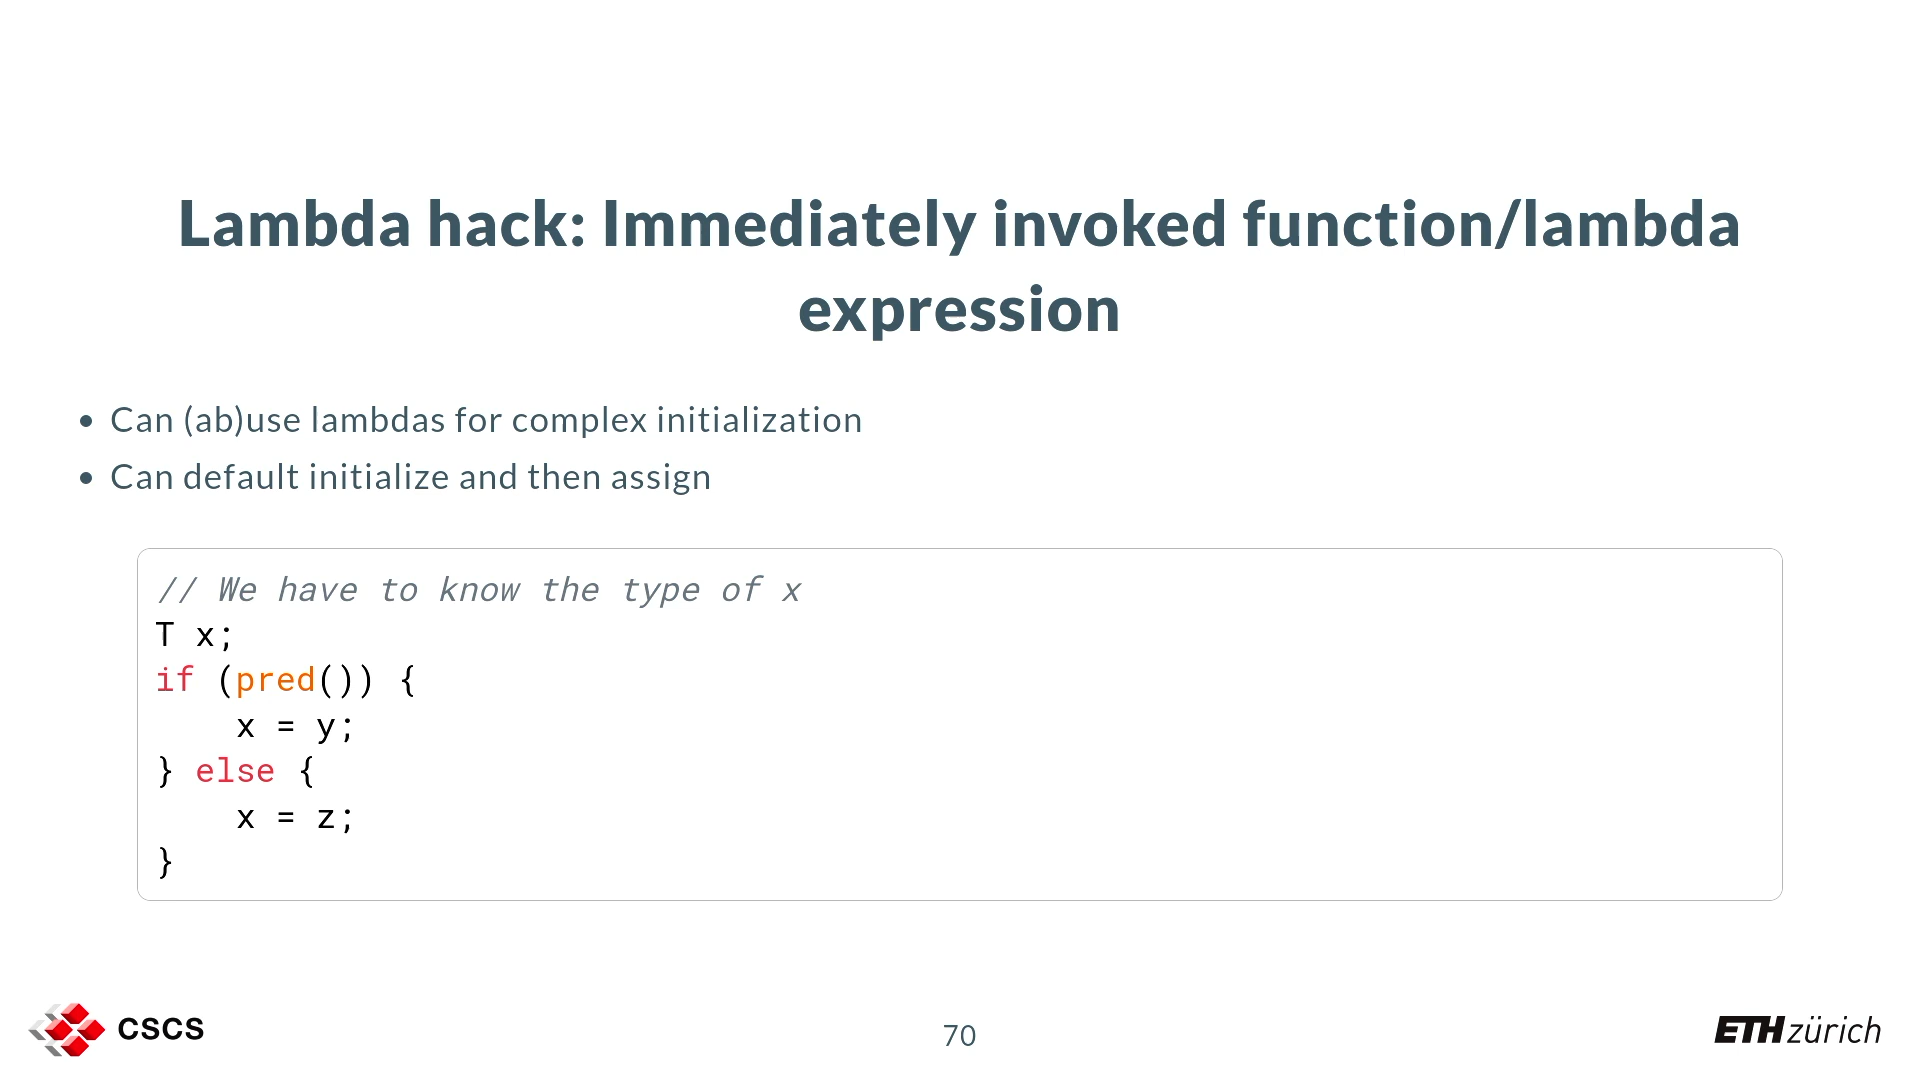 Lambda hack: Immediately invoked function/lambda
expression
• Can (ab)use lambdas for complex initialization
• Can default initialize and then assign
// We have to know the type of x
T x;
if (pred()) {
    x = y;
} else {
    x = z;
}
CSCS
70
ETH zürich